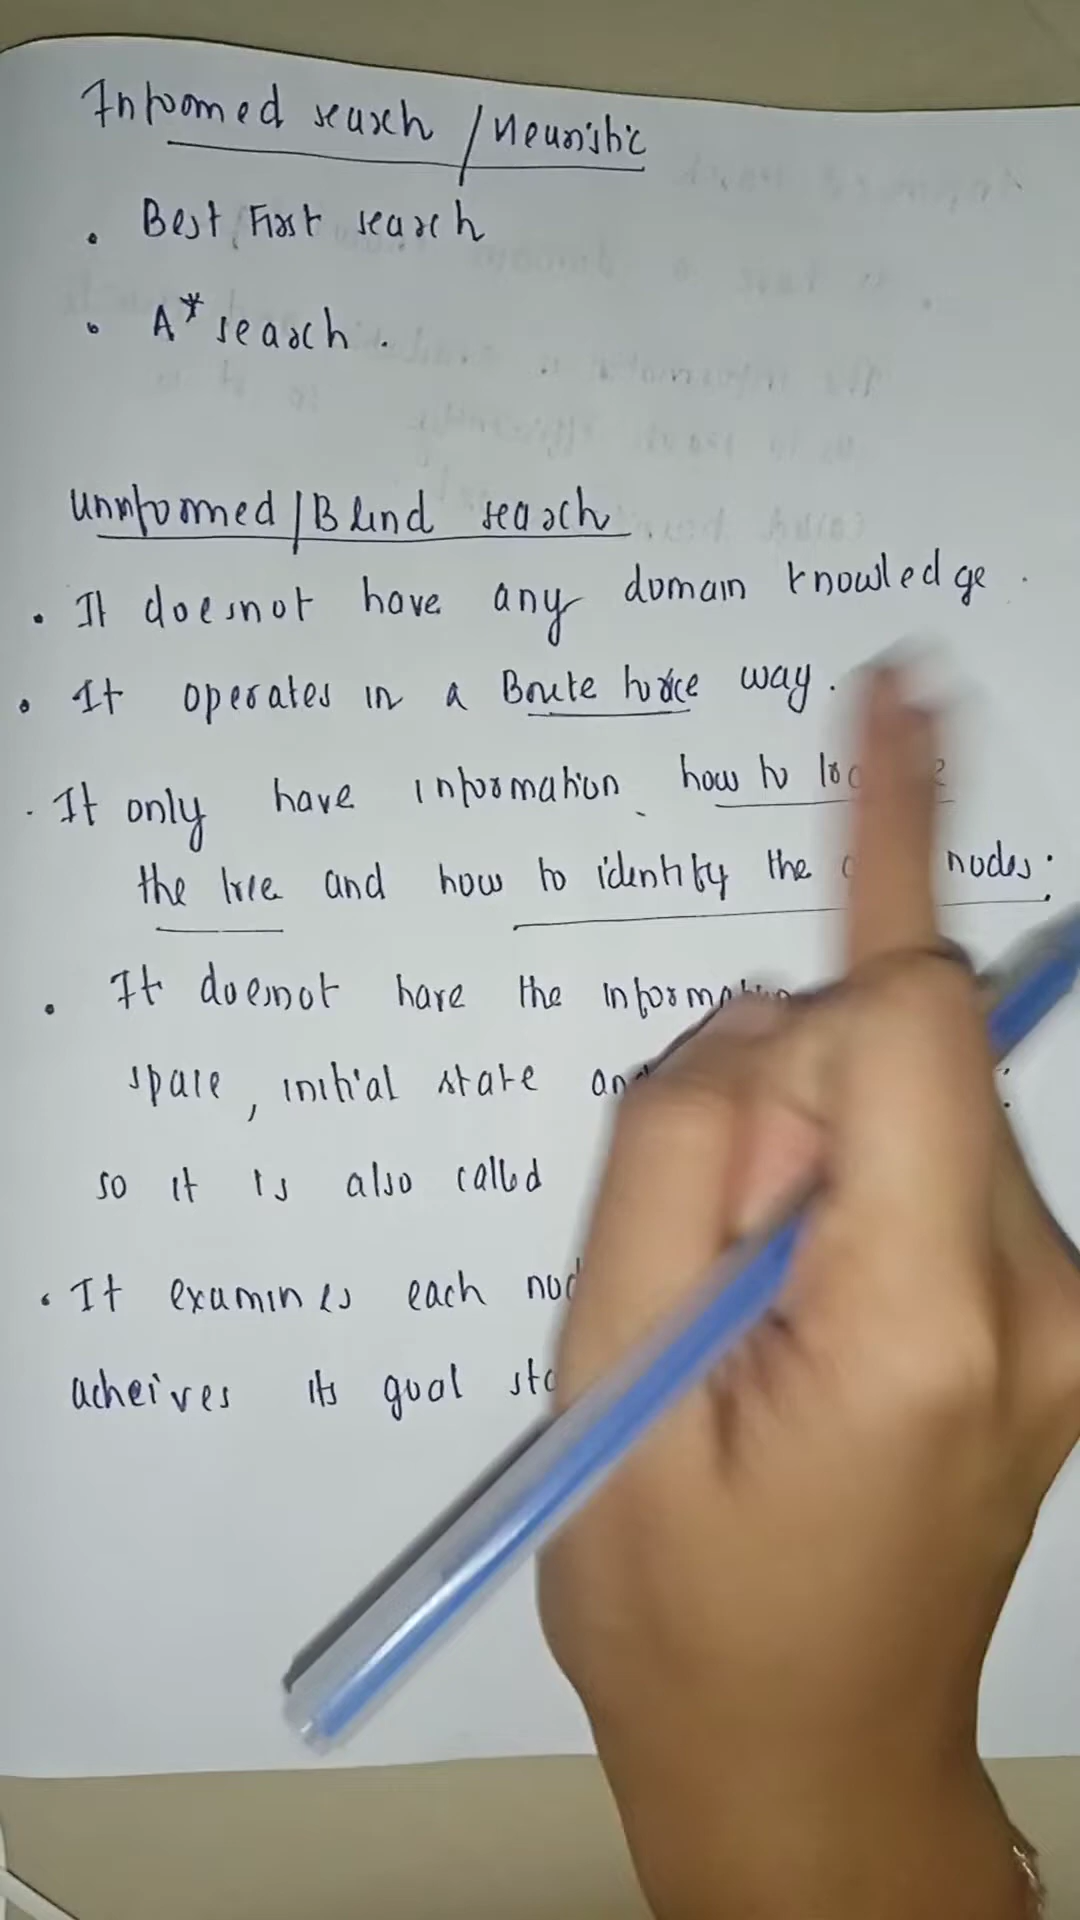 Informed search / Heuristic
. Best First search
. A* search.
Uninformed / Blind search
. It doesnot have any domain knowledge.
. It operates in a Brute force way.
. It only have information how to
the tree and how to identify the nodes.
. It doesnot have the information
space, initial state and
so it is also called
. It examines each
acheives its goal